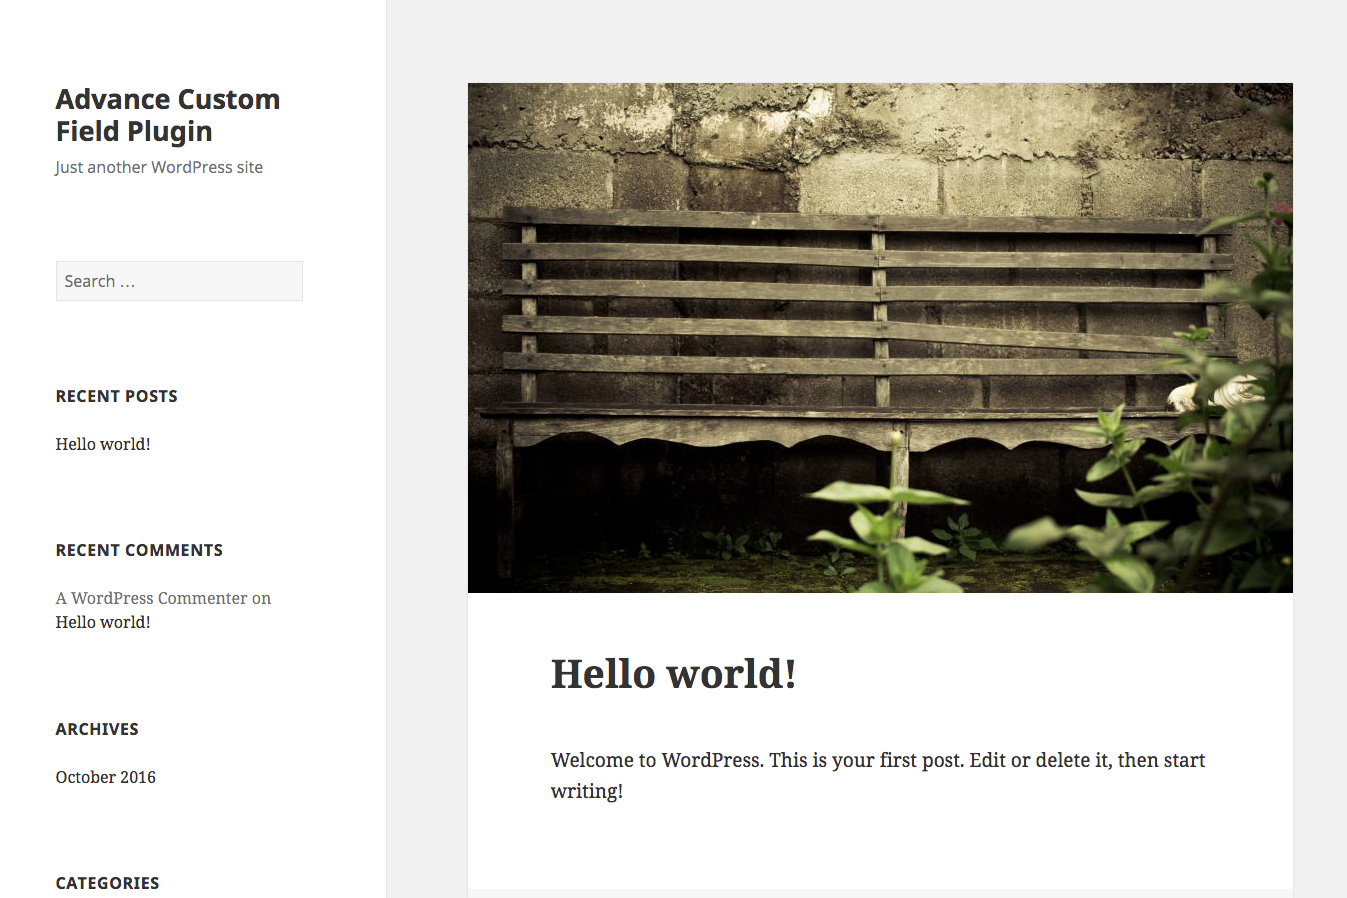 Advance Custom
Field Plugin
Just another WordPress site
Search …
RECENT POSTS
Hello world!
RECENT COMMENTS
A WordPress Commenter on
Hello world!
ARCHIVES
October 2016
CATEGORIES
Hello world!
Welcome to WordPress. This is your first post. Edit or delete it, then start
writing!